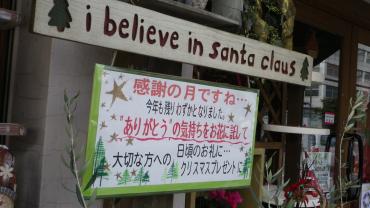 i believe in santa claus
感謝の月ですね…
今年も残りわずかとなりました。
"ありがとう"の気持ちをお花に託して
大切な方への 日頃のお礼に…
クリスマスプレゼントに